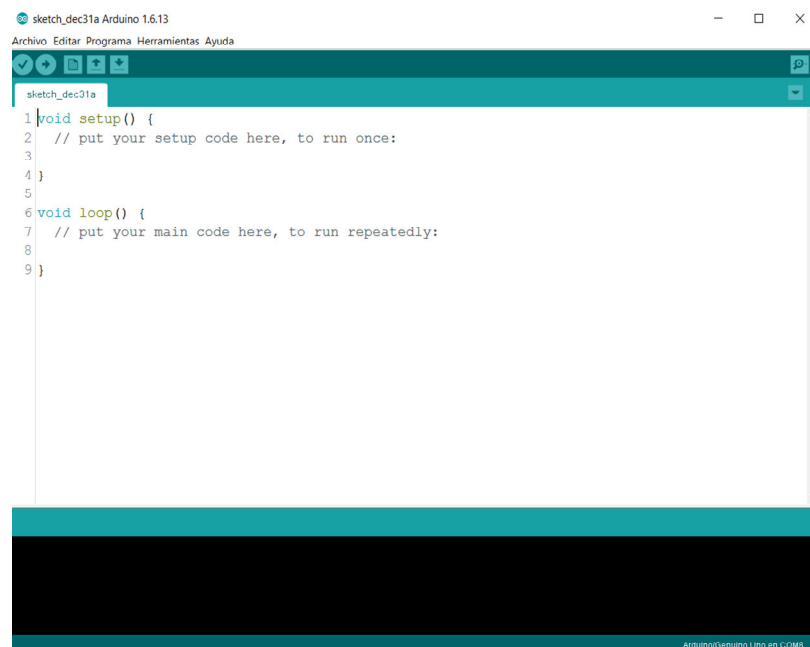 sketch_dec31a Arduino 1.6.13
Archivo Editar Programa Herramientas Ayuda
sketch_dec31a
1 void setup() {
2   // put your setup code here, to run once:
3
4 }
5
6 void loop() {
7   // put your main code here, to run repeatedly:
8
9 }
Arduino/Genuino Uno en COM8